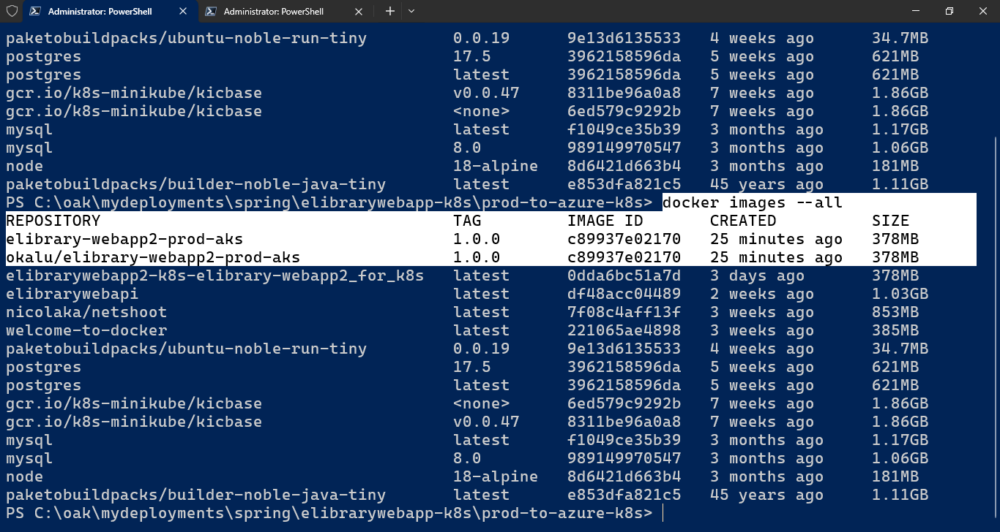 Administrator: PowerShell
Administrator: PowerShell
paketobuildpacks/ubuntu-noble-run-tiny 0.0.19 9e13d6135533 4 weeks ago 34.7MB
postgres 17.5 3962158596da 5 weeks ago 621MB
postgres latest 3962158596da 5 weeks ago 621MB
gcr.io/k8s-minikube/kicbase v0.0.47 8311be96a0a8 7 weeks ago 1.86GB
gcr.io/k8s-minikube/kicbase <none> 6ed579c9292b 7 weeks ago 1.86GB
mysql latest f1049ce35b39 3 months ago 1.17GB
mysql 8.0 989149970547 3 months ago 1.06GB
node 18-alpine 8d6421d663b4 3 months ago 181MB
paketobuildpacks/builder-noble-java-tiny latest e853dfa821c5 45 years ago 1.11GB
PS C:\oak\mydeployments\spring\elibrarywebapp-k8s\prod-to-azure-k8s> docker images --all
REPOSITORY TAG IMAGE ID CREATED SIZE
elibrary-webapp2-prod-aks 1.0.0 c89937e02170 25 minutes ago 378MB
okalu/elibrary-webapp2-prod-aks 1.0.0 c89937e02170 25 minutes ago 378MB
elibrarywebapp2-k8s-elibrary-webapp2_for_k8s latest 0dda6bc51a7d 3 days ago 378MB
elibrarywebapi latest df48acc04489 2 weeks ago 1.03GB
nicolaka/netshoot latest 7f08c4aff13f 3 weeks ago 853MB
welcome-to-docker latest 221065ae4898 3 weeks ago 385MB
paketobuildpacks/ubuntu-noble-run-tiny 0.0.19 9e13d6135533 4 weeks ago 34.7MB
postgres 17.5 3962158596da 5 weeks ago 621MB
postgres latest 3962158596da 5 weeks ago 621MB
gcr.io/k8s-minikube/kicbase <none> 6ed579c9292b 7 weeks ago 1.86GB
gcr.io/k8s-minikube/kicbase v0.0.47 8311be96a0a8 7 weeks ago 1.86GB
mysql latest f1049ce35b39 3 months ago 1.17GB
mysql 8.0 989149970547 3 months ago 1.06GB
node 18-alpine 8d6421d663b4 3 months ago 181MB
paketobuildpacks/builder-noble-java-tiny latest e853dfa821c5 45 years ago 1.11GB
PS C:\oak\mydeployments\spring\elibrarywebapp-k8s\prod-to-azure-k8s>